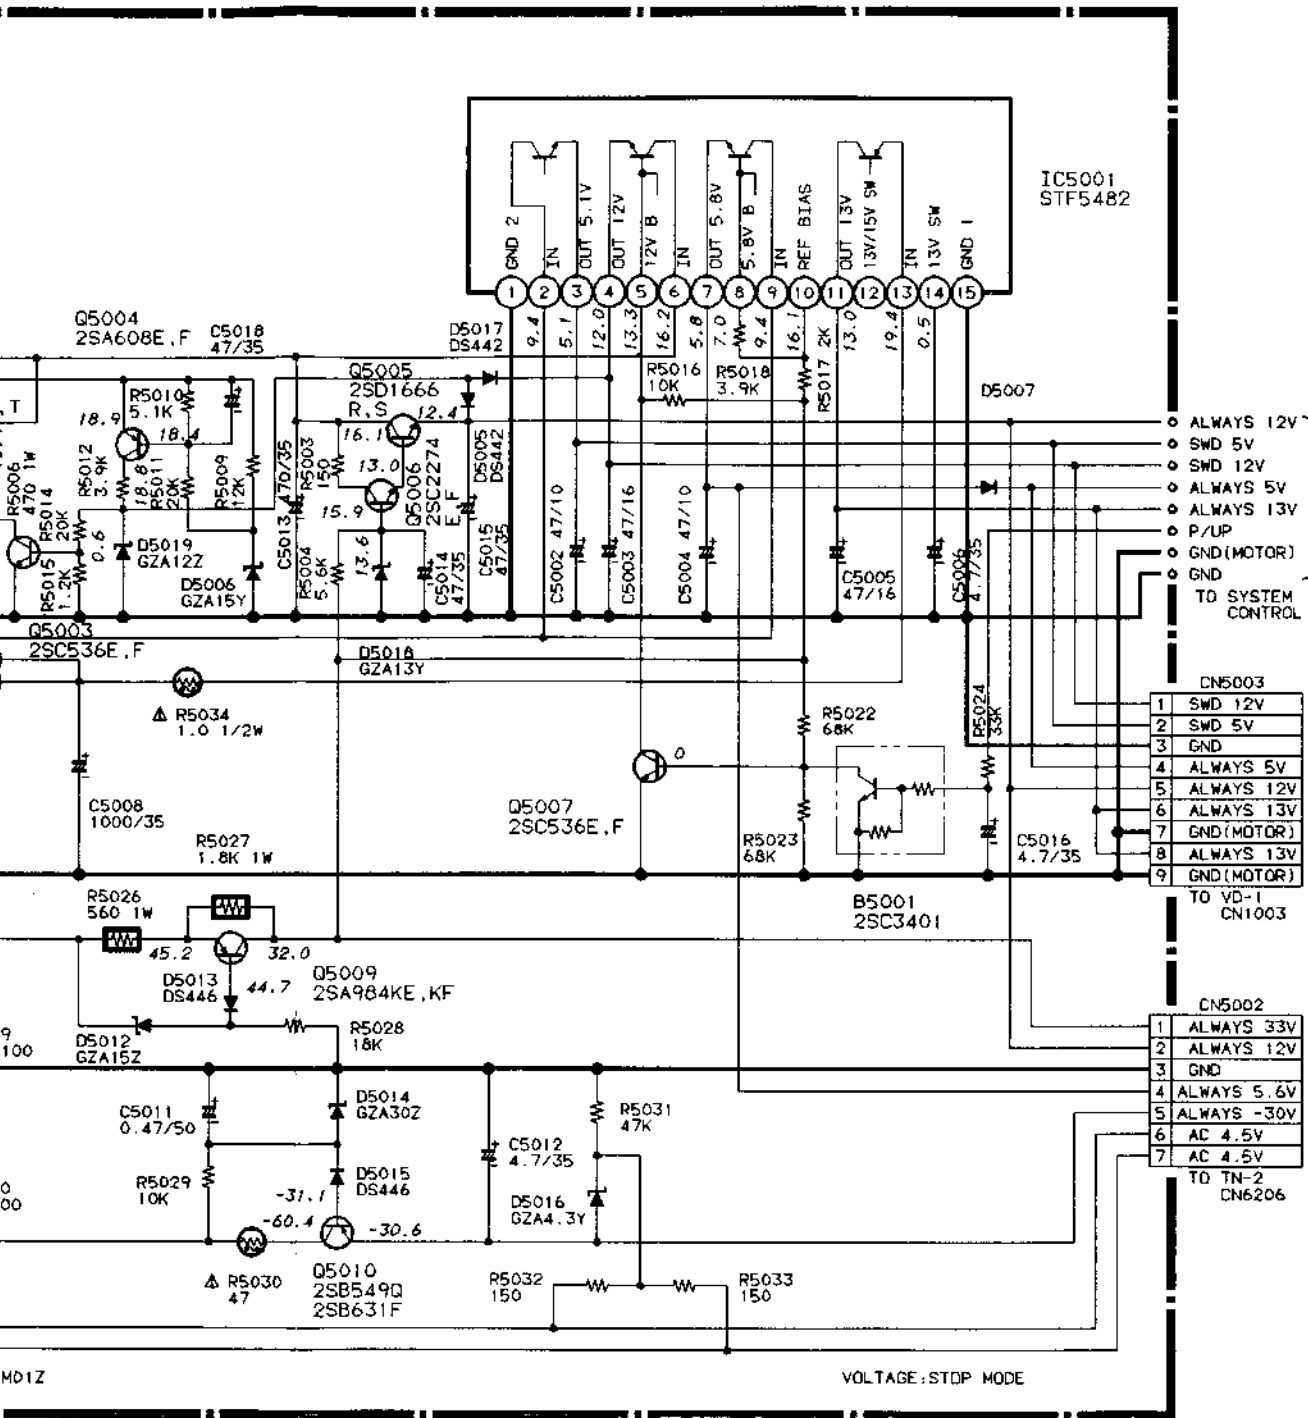 IC5001
STF5482
GND 2
IN
OUT 5.1V
OUT 12V
12V B
IN
OUT 5.8V
5.8V B
IN
REF BIAS
OUT 13V
13V/15V SW
IN
13V SW
GND 1
1 2 3 4 5 6 7 8 9 10 11 12 13 14 15
9.4
5.1
12.0
13.3
16.2
5.8
7.0
9.4
16.1
13.0
19.4
0.5
Q5004
2SA608E,F
C5018
47/35
D5017
DS442
Q5005
2SD1666
R,S
R5016
10K
R5018
3.9K
R5017 2K
D5007
,T
18.9
R5010
5.1K
18.4
16.1
12.4
R5006
470 1W
R5014
20K
R5012
3.9K
18.8
R5011
20K
R5009
12K
C5013 470/35
R5003
150
13.0
15.9
Q5006
2SC2274
E,F
D5005
DS442
R5015
1.2K
0.6
D5019
GZA12Z
D5006
GZA15Y
R5004
5.6K
13.6
C5014
47/35
C5015
47/35
C5002 47/10
C5003 47/16
C5004 47/10
C5005
47/16
C5006
4.7/35
ALWAYS 12V
SWD 5V
SWD 12V
ALWAYS 5V
ALWAYS 13V
P/UP
GND(MOTOR)
GND
TO SYSTEM
CONTROL
Q5003
2SC536E,F
D5018
GZA13Y
R5034
1.0 1/2W
C5008
1000/35
R5022
68K
R5024
33K
0
Q5007
2SC536E,F
R5023
68K
C5016
4.7/35
B5001
2SC3401
CN5003
1 SWD 12V
2 SWD 5V
3 GND
4 ALWAYS 5V
5 ALWAYS 12V
6 ALWAYS 13V
7 GND(MOTOR)
8 ALWAYS 13V
9 GND(MOTOR)
TO VD-1
CN1003
R5027
1.8K 1W
R5026
560 1W
45.2
32.0
D5013
DS446
44.7
Q5009
2SA984KE,KF
D5012
GZA15Z
R5028
18K
9
100
CN5002
1 ALWAYS 33V
2 ALWAYS 12V
3 GND
4 ALWAYS 5.6V
5 ALWAYS -30V
6 AC 4.5V
7 AC 4.5V
TO TN-2
CN6206
C5011
0.47/50
D5014
GZA30Z
R5031
47K
C5012
4.7/35
R5029
10K
D5015
DS446
-31.1
-60.4
-30.6
D5016
GZA4.3Y
0
00
R5030
47
Q5010
2SB549Q
2SB631F
R5032
150
R5033
150
MD1Z
VOLTAGE:STOP MODE